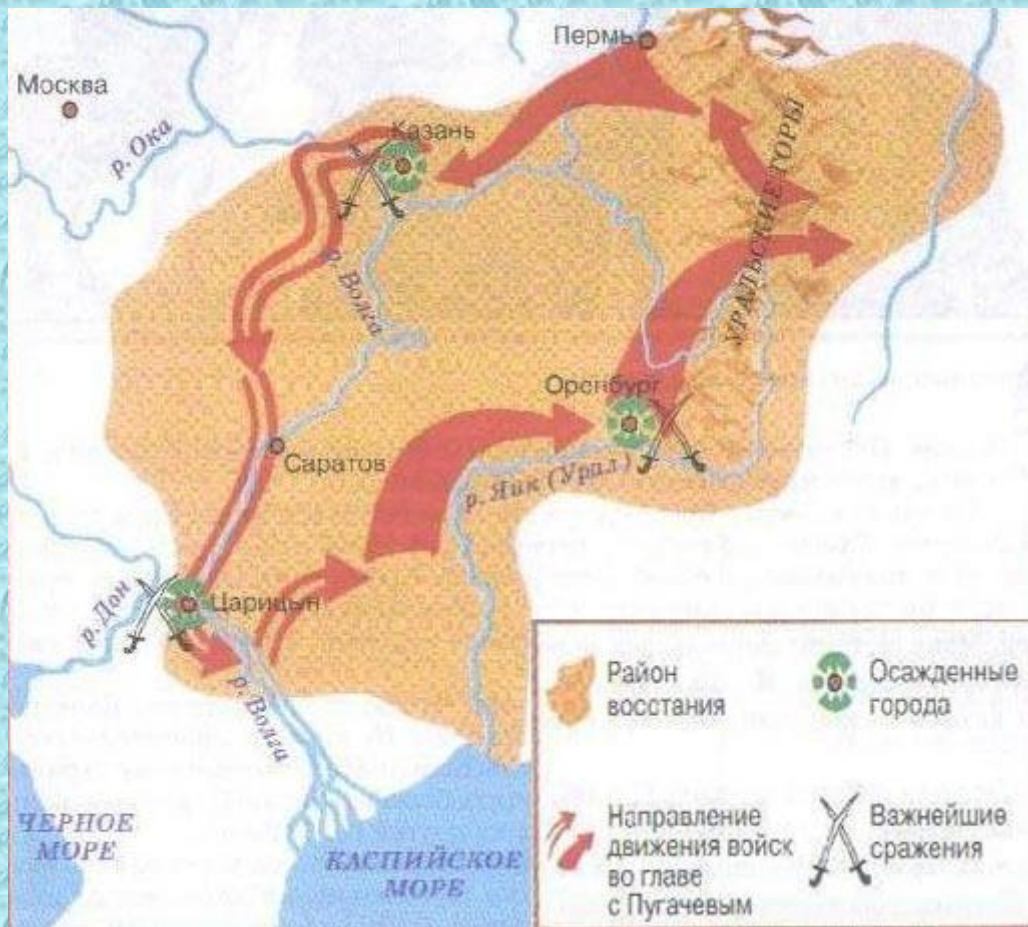 Пермь
Москва
р. Ока
Казань
УРАЛЬСКИЕ ГОРЫ
р. Волга
Оренбург
Саратов
р. Яик (Урал)
р. Дон
Царицын
р. Волга
ЧЕРНОЕ
МОРЕ
КАСПИЙСКОЕ
МОРЕ
Район
восстания
Осажденные
города
Направление
движения войск
во главе
с Пугачевым
Важнейшие
сражения